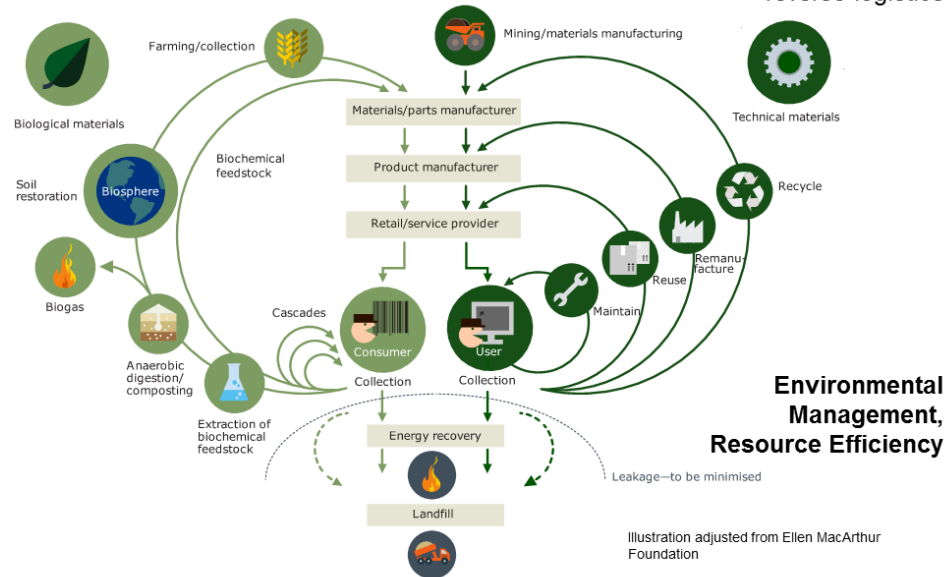 reverse logistics
Farming/collection
Mining/materials manufacturing
Biological materials
Technical materials
Materials/parts manufacturer
Biochemical
feedstock
Product manufacturer
Soil
restoration
Biosphere
Recycle
Retail/service provider
Remanu-
facture
Reuse
Biogas
Maintain
Cascades
Consumer
User
Anaerobic
digestion/
composting
Collection
Collection
Extraction of
biochemical
feedstock
Environmental
Management,
Resource Efficiency
Energy recovery
Leakage—to be minimised
Landfill
Illustration adjusted from Ellen MacArthur
Foundation